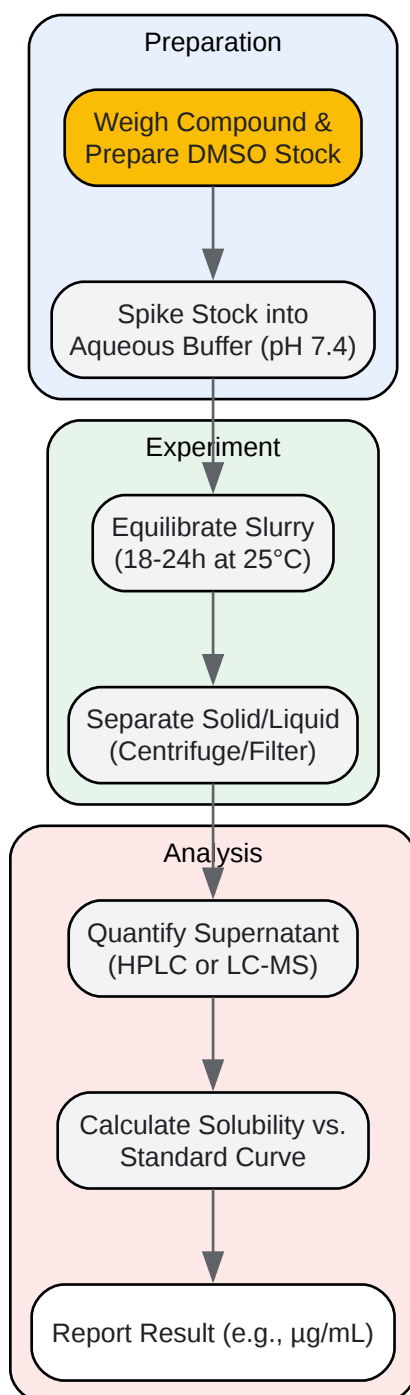 Preparation
Weigh Compound &
Prepare DMSO Stock
Spike Stock into
Aqueous Buffer (pH 7.4)
Experiment
Equilibrate Slurry
(18-24h at 25°C)
Separate Solid/Liquid
(Centrifuge/Filter)
Analysis
Quantify Supernatant
(HPLC or LC-MS)
Calculate Solubility vs.
Standard Curve
Report Result (e.g., µg/mL)